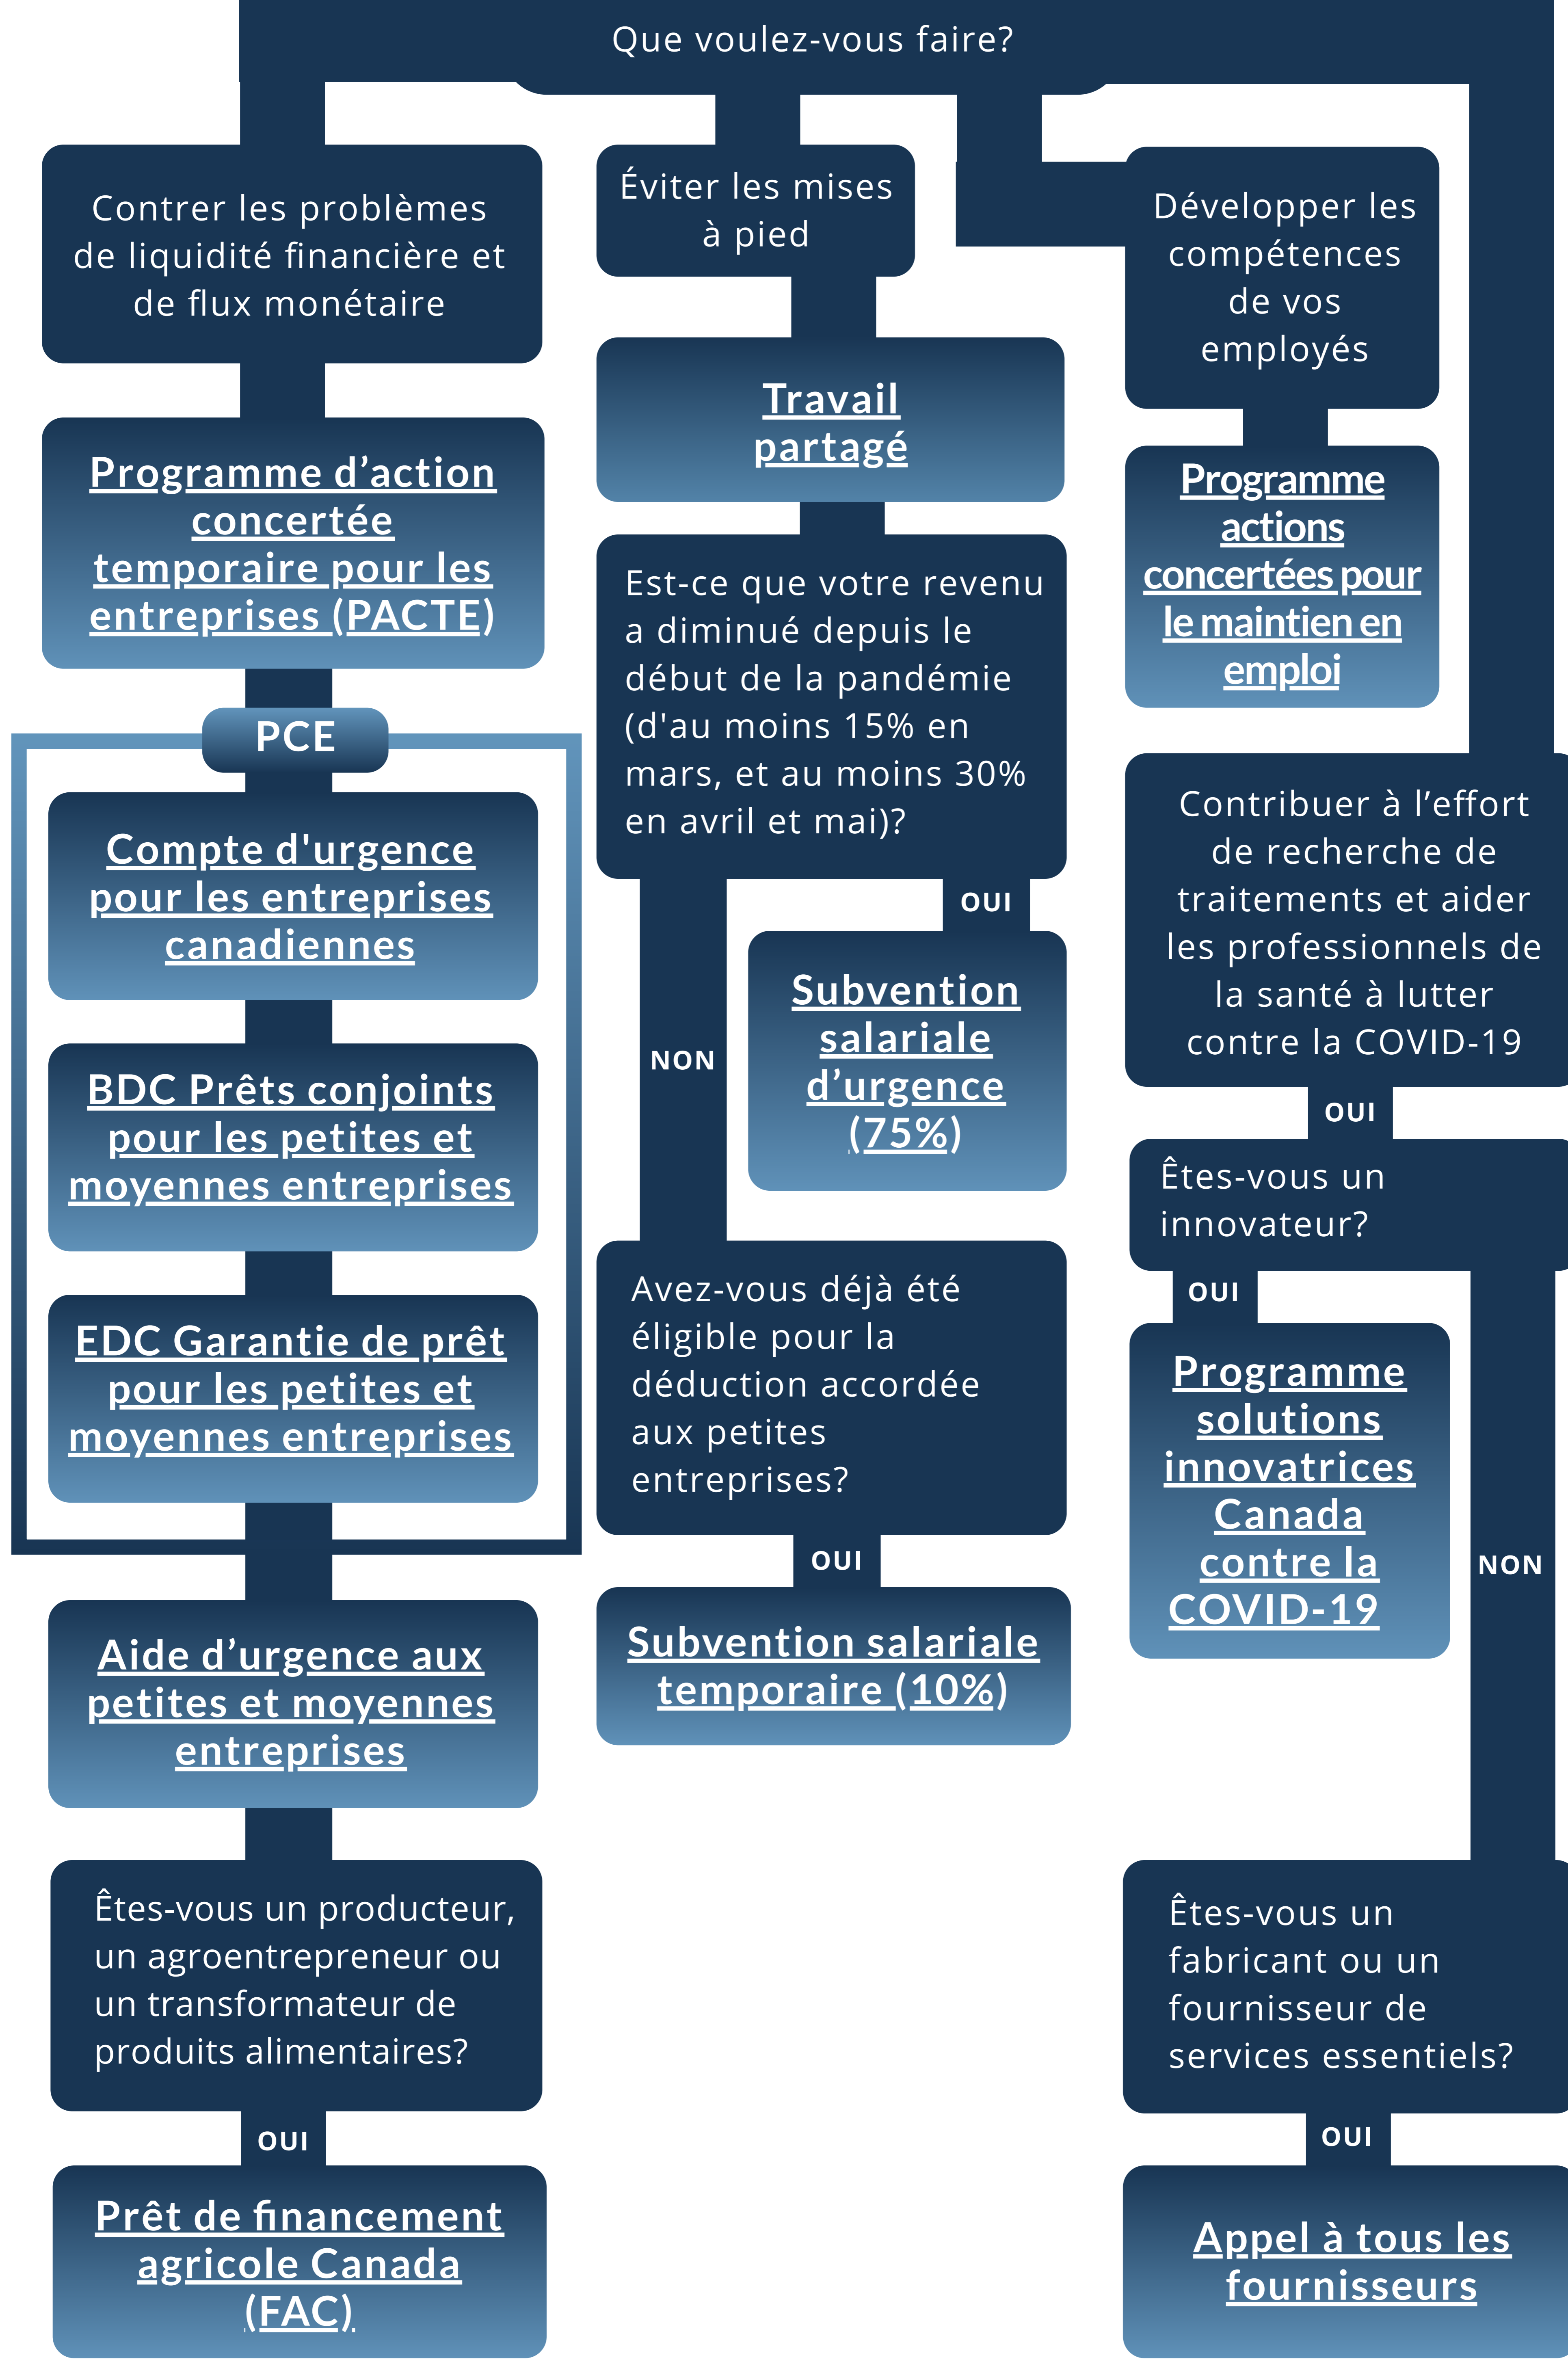 Que voulez-vous faire?
Contrer les problèmes
de liquidité financière et
de flux monétaire
Programme d’action
concertée
temporaire pour les
entreprises (PACTE)
PCE
Compte d'urgence
pour les entreprises
canadiennes
BDC Prêts conjoints
pour les petites et
moyennes entreprises
EDC Garantie de prêt
pour les petites et
moyennes entreprises
Aide d’urgence aux
petites et moyennes
entreprises
Êtes-vous un producteur,
un agroentrepreneur ou
un transformateur de
produits alimentaires?
OUI
Prêt de financement
agricole Canada
(FAC)
Éviter les mises
à pied
Travail
partagé
Est-ce que votre revenu
a diminué depuis le
début de la pandémie
(d'au moins 15% en
mars, et au moins 30%
en avril et mai)?
OUI
Subvention
salariale
d’urgence
(75%)
NON
Avez-vous déjà été
éligible pour la
déduction accordée
aux petites
entreprises?
OUI
Subvention salariale
temporaire (10%)
Développer les
compétences
de vos
employés
Programme
actions
concertées pour
le maintien en
emploi
Contribuer à l’effort
de recherche de
traitements et aider
les professionnels de
la santé à lutter
contre la COVID-19
OUI
Êtes-vous un
innovateur?
OUI
Programme
solutions
innovatrices
Canada
contre la
COVID-19
NON
Êtes-vous un
fabricant ou un
fournisseur de
services essentiels?
OUI
Appel à tous les
fournisseurs